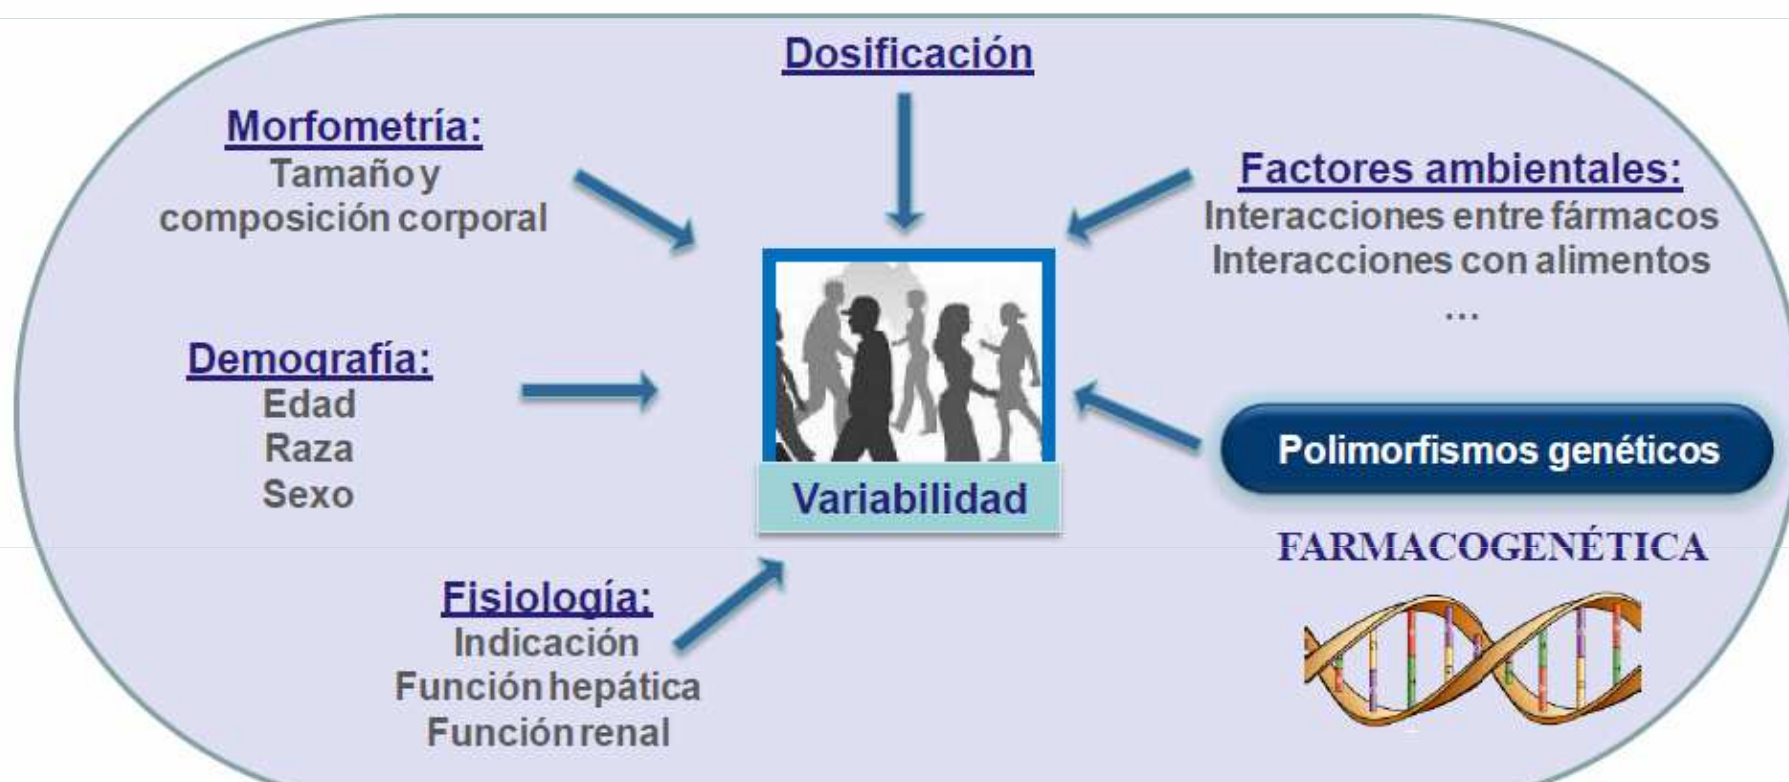 Dosificación
Morfometría:
Tamaño y
composición corporal
Factores ambientales:
Interacciones entre fármacos
Interacciones con alimentos
...
Demografía:
Edad
Raza
Sexo
Polimorfismos genéticos
Variabilidad
FARMACOGENÉTICA
Fisiología:
Indicación
Función hepática
Función renal